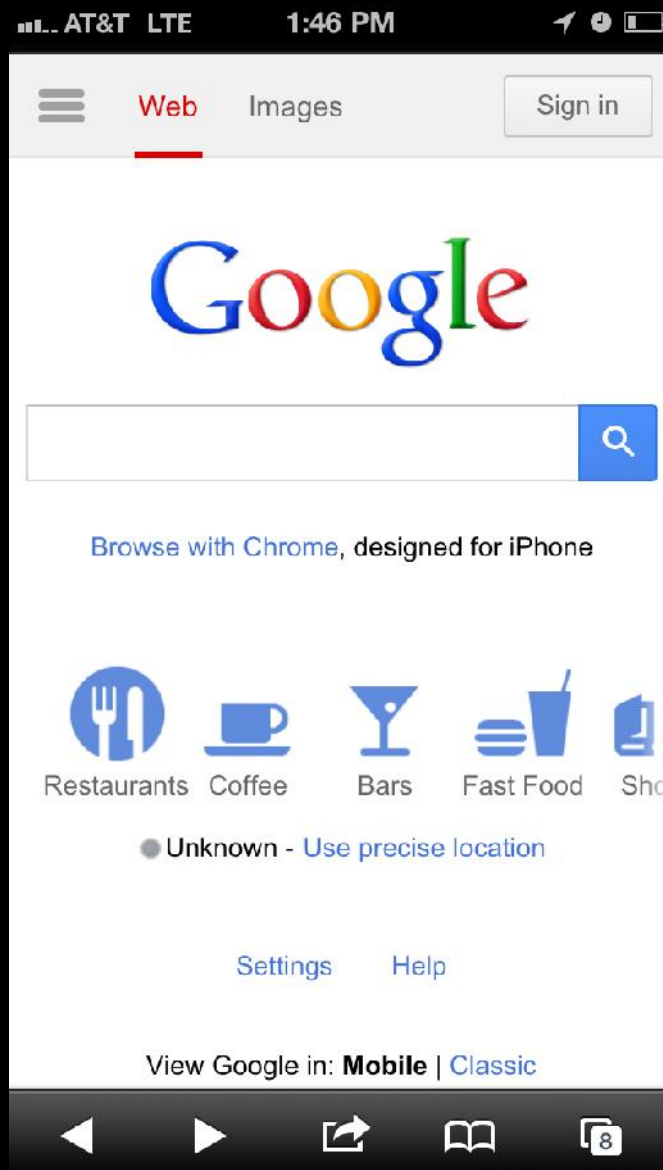 AT&T LTE 1:46 PM
Web Images Sign in
Google
Browse with Chrome, designed for iPhone
Restaurants Coffee Bars Fast Food Sho
Unknown - Use precise location
Settings Help
View Google in: Mobile | Classic
8